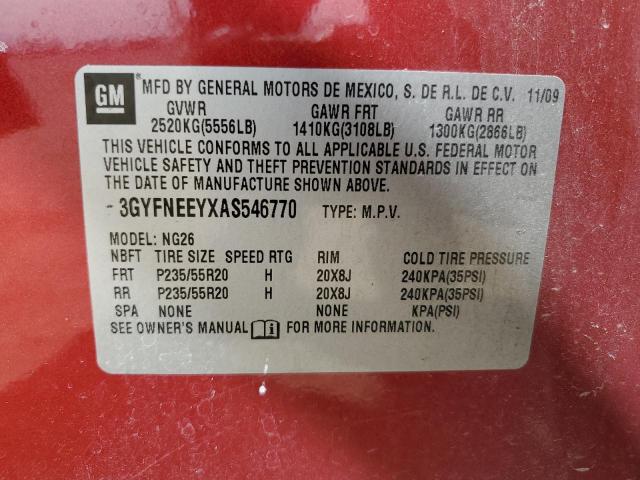 GM ® MFD BY GENERAL MOTORS DE MEXICO, S. DE R.L. DE C.V. 11/09
GVWR GAWR FRT GAWR RR
2520KG(5556LB) 1410KG(3108LB) 1300KG(2866LB)
THIS VEHICLE CONFORMS TO ALL APPLICABLE U.S. FEDERAL MOTOR
VEHICLE SAFETY AND THEFT PREVENTION STANDARDS IN EFFECT ON
THE DATE OF MANUFACTURE SHOWN ABOVE.
- 3GYFNEEYXAS546770 TYPE: M.P.V.
MODEL: NG26
NBFT TIRE SIZE SPEED RTG RIM COLD TIRE PRESSURE
FRT P235/55R20 H 20X8J 240KPA(35PSI)
RR P235/55R20 H 20X8J 240KPA(35PSI)
SPA NONE NONE KPA(PSI)
SEE OWNER'S MANUAL i FOR MORE INFORMATION.